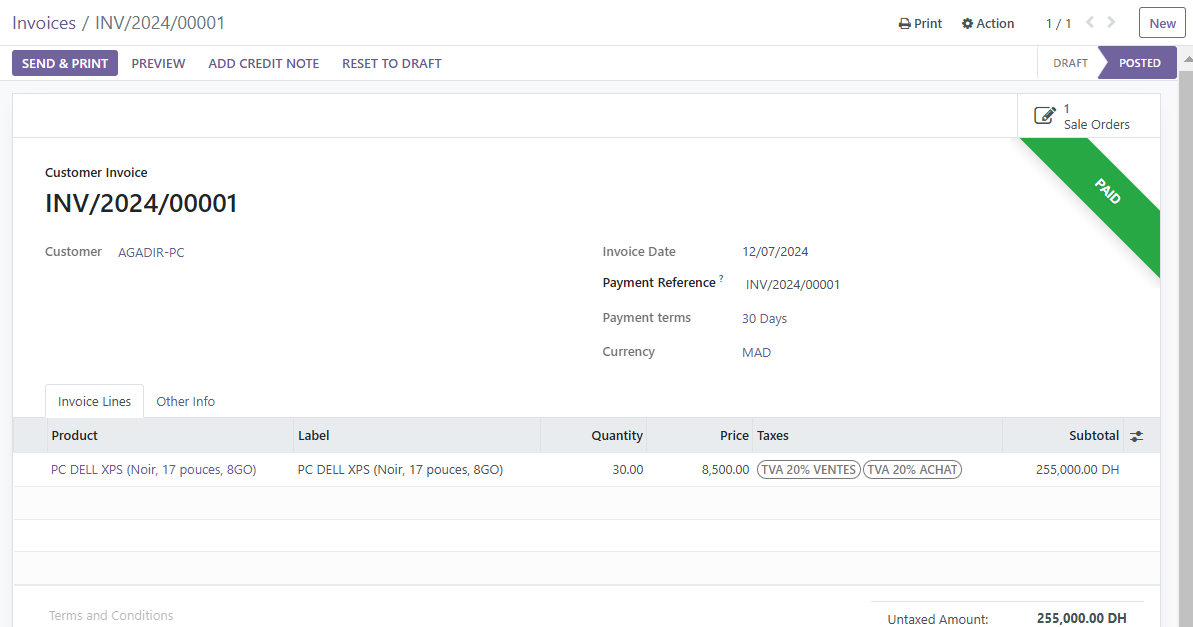 Invoices / INV/2024/00001
Print Action 1 / 1 New
SEND & PRINT PREVIEW ADD CREDIT NOTE RESET TO DRAFT DRAFT POSTED
1
Sale Orders
PAID
Customer Invoice
INV/2024/00001
Customer AGADIR-PC
Invoice Date 12/07/2024
Payment Reference ? INV/2024/00001
Payment terms 30 Days
Currency MAD
Invoice Lines Other Info
Product Label Quantity Price Taxes Subtotal
PC DELL XPS (Noir, 17 pouces, 8GO) PC DELL XPS (Noir, 17 pouces, 8GO) 30.00 8,500.00 TVA 20% VENTES TVA 20% ACHAT 255,000.00 DH
Terms and Conditions
Untaxed Amount: 255,000.00 DH